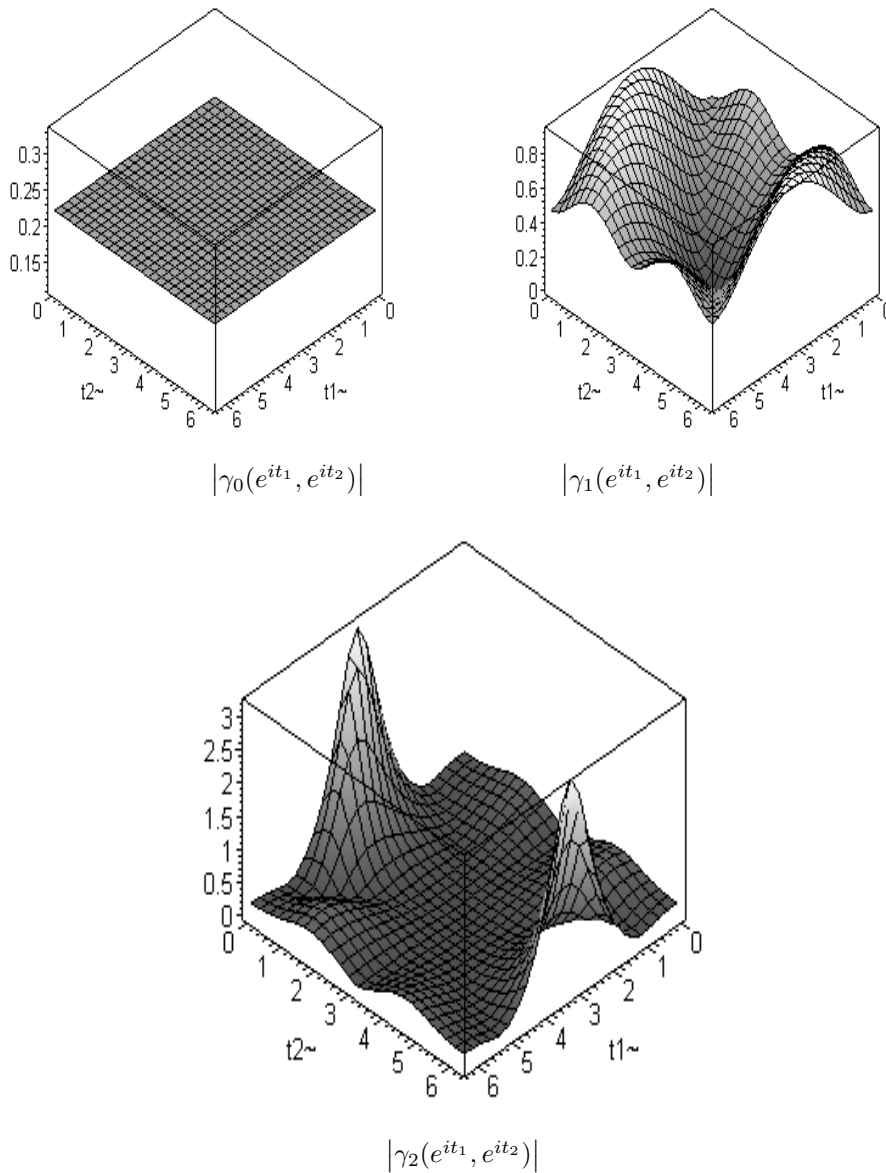 0.3
0.25
0.2
0.15
0 1 2 3 4 5 6
t2~
6 5 4 3 2 1 0
t1~
|γ₀(e^{it₁}, e^{it₂})|
0.8
0.6
0.4
0.2
0
0 1 2 3 4 5 6
t2~
6 5 4 3 2 1 0
t1~
|γ₁(e^{it₁}, e^{it₂})|
3
2.5
2
1.5
1
0.5
0
0 1 2 3 4 5 6
t2~
6 5 4 3 2 1 0
t1~
|γ₂(e^{it₁}, e^{it₂})|